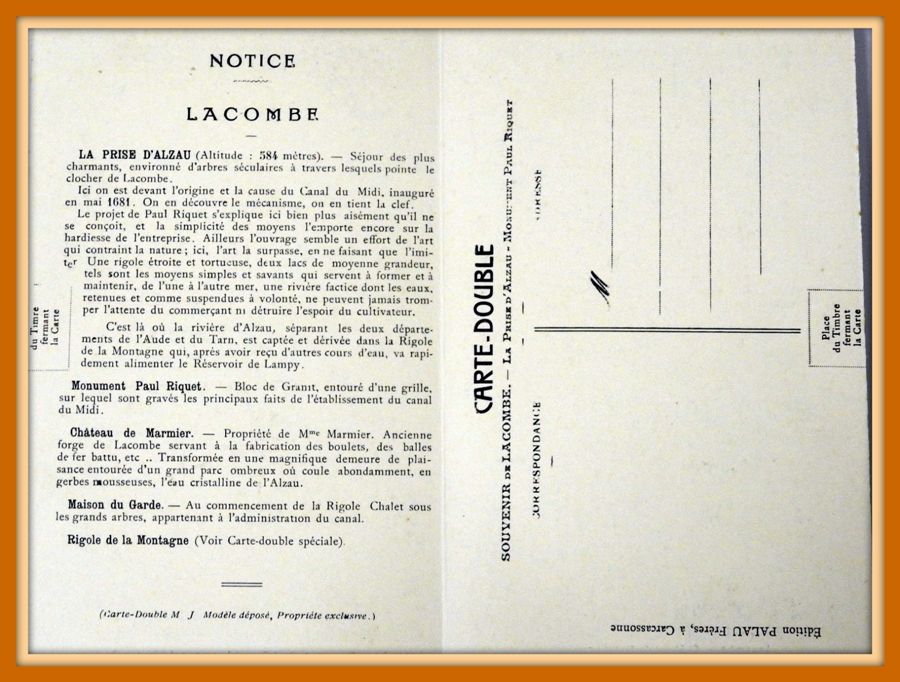 NOTICE
LACOMBE
LA PRISE D'ALZAU (Altitude : 584 mètres). — Séjour des plus
charmants, environné d'arbres séculaires à travers lesquels pointe le
clocher de Lacombe.
Ici on est devant l'origine et la cause du Canal du Midi, inauguré
en mai 1681. On en découvre le mécanisme, on en tient la clef.
Le projet de Paul Riquet s'explique ici bien plus aisément qu'il ne
se conçoit, et la simplicité des moyens l'emporte encore sur la
hardiesse de l'entreprise. Ailleurs l'ouvrage semble un effort de l'art
qui contraint la nature ; ici, l'art la surpasse, en ne faisant que l'imi-
ter Une rigole étroite et tortueuse, deux lacs de moyenne grandeur,
tels sont les moyens simples et savants qui servent à former et à
maintenir, de l'une à l'autre mer, une rivière factice dont les eaux,
retenues et comme suspendues à volonté, ne peuvent jamais trom-
per l'attente du commerçant ni détruire l'espoir du cultivateur.
C'est là où la rivière d'Alzau, séparant les deux départe-
ments de l'Aude et du Tarn, est captée et dérivée dans la Rigole
de la Montagne qui, après avoir reçu d'autres cours d'eau, va rapi-
dement alimenter le Réservoir de Lampy.
Monument Paul Riquet. — Bloc de Granit, entouré d'une grille,
sur lequel sont gravés les principaux faits de l'établissement du canal
du Midi.
Château de Marmier. — Propriété de Mme Marmier. Ancienne
forge de Lacombe servant à la fabrication des boulets, des balles
de fer battu, etc .. Transformée en une magnifique demeure de plai-
sance entourée d'un grand parc ombreux où coule abondamment, en
gerbes mousseuses, l'eau cristalline de l'Alzau.
Maison du Garde. — Au commencement de la Rigole Chalet sous
les grands arbres, appartenant à l'administration du canal.
Rigole de la Montagne (Voir Carte-double spéciale).
(Carte-Double M J Modèle déposé, Propriété exclusive.)
du Timbre
fermant
la Carte
CARTE-DOUBLE
SOUVENIR DE LACOMBE. — La Prise d'Alzau - Monument Paul Riquet
CORRESPONDANCE
ADRESSE
M
Place
du Timbre
fermant
la Carte
Édition PALAU Frères, à Carcassonne